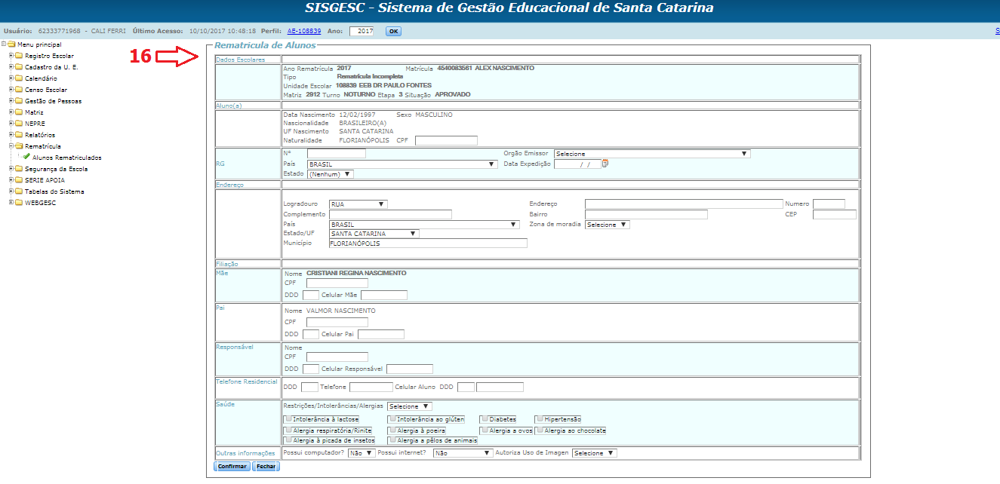 SISGESC - Sistema de Gestão Educacional de Santa Catarina
Usuário: 62333771968 - CALI FERRI Último Acesso: 10/10/2017 10:48:18 Perfil: AE-108839 Ano: 2017 OK S
Menu principal
Registro Escolar
Cadastro da U. E.
Calendário
Censo Escolar
Gestão de Pessoas
Matriz
NEPRE
Relatórios
Rematrícula
Alunos Rematriculados
Segurança da Escola
SERIE APOIA
Tabelas do Sistema
WEBGESC
16
Rematricula de Alunos
Dados Escolares
Ano Rematrícula 2017 Matrícula 4540083561 ALEX NASCIMENTO
Tipo Rematrícula Incompleta
Unidade Escolar 108839 EEB DR PAULO FONTES
Matriz 2912 Turno NOTURNO Etapa 3 Situação APROVADO
Aluno(a)
Data Nascimento 12/02/1997 Sexo MASCULINO
Nascionalidade BRASILEIRO(A)
UF Nascimento SANTA CATARINA
Naturalidade FLORIANÓPOLIS CPF
RG
Nº Orgão Emissor Selecione
País BRASIL Data Expedição / /
Estado (Nenhum)
Endereço
Logradouro RUA Endereço Numero
Complemento Bairro CEP
País BRASIL Zona de moradia Selecione
Estado/UF SANTA CATARINA
Município FLORIANÓPOLIS
Filiação
Mãe
Nome CRISTIANI REGINA NASCIMENTO
CPF
DDD Celular Mãe
Pai
Nome VALMOR NASCIMENTO
CPF
DDD Celular Pai
Responsável
Nome
CPF
DDD Celular Responsável
Telefone Residencial
DDD Telefone Celular Aluno DDD
Saúde
Restrições/Intolerâncias/Alergias Selecione
Intolerância à lactose Intolerância ao glúten Diabetes Hipertensão
Alergia respiratória/Rinite Alergia à poeira Alergia a ovos Alergia ao chocolate
Alergia à picada de insetos Alergia a pêlos de animais
Outras informações Possui computador? Não Possui internet? Não Autoriza Uso de Imagen Selecione
Confirmar Fechar